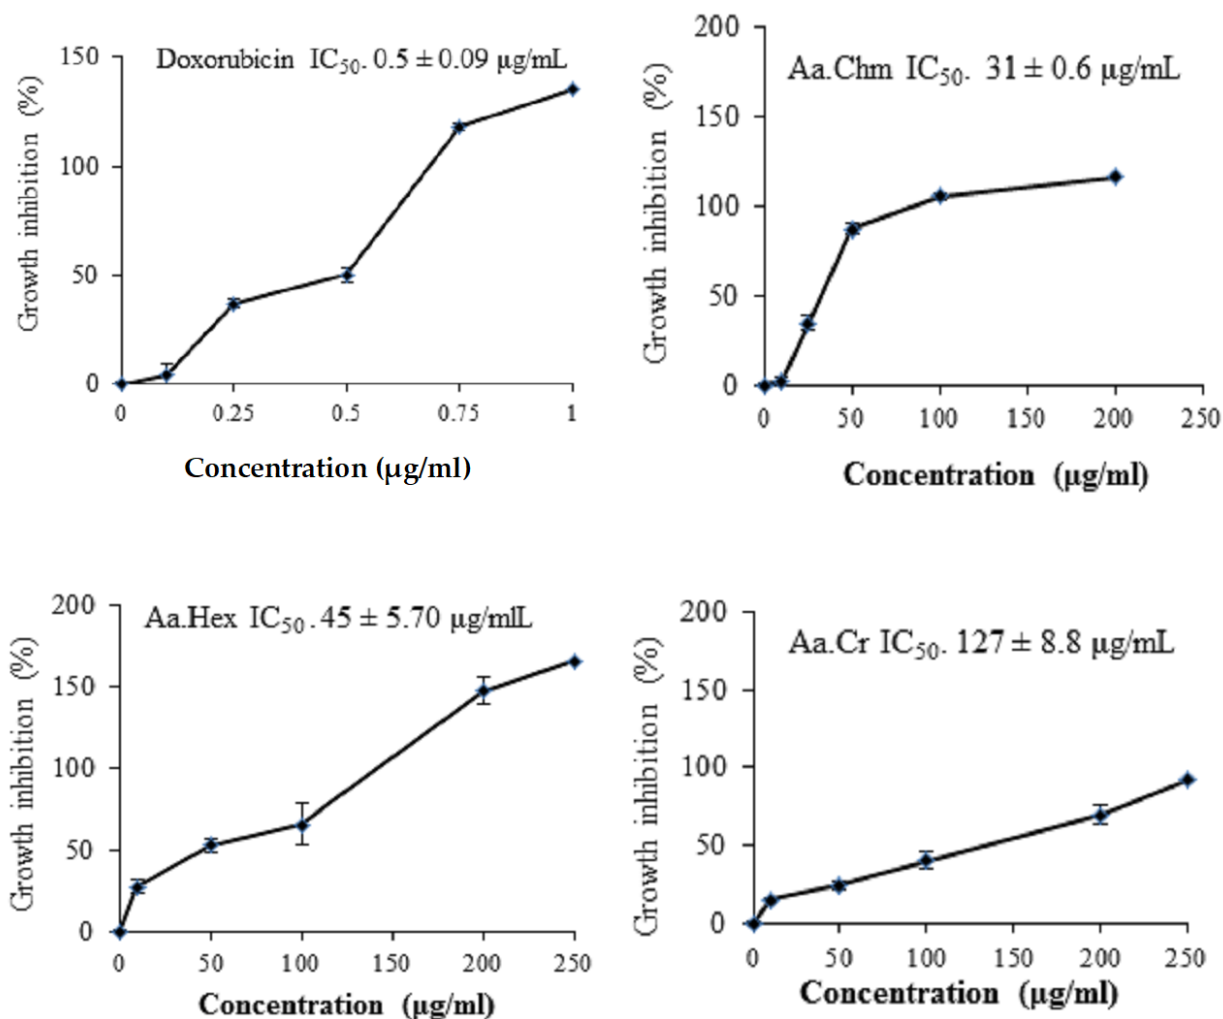 Doxorubicin IC50. 0.5 ± 0.09 µg/mL
Growth inhibition (%)
150
100
50
0
0 0.25 0.5 0.75 1
Concentration (µg/ml)
Aa.Chm IC50. 31 ± 0.6 µg/mL
Growth inhibition (%)
200
150
100
50
0
0 50 100 150 200 250
Concentration (µg/ml)
Aa.Hex IC50. 45 ± 5.70 µg/mlL
Growth inhibition (%)
200
150
100
50
0
0 50 100 150 200 250
Concentration (µg/ml)
Aa.Cr IC50. 127 ± 8.8 µg/mL
Growth inhibition (%)
200
150
100
50
0
0 50 100 150 200 250
Concentration (µg/ml)